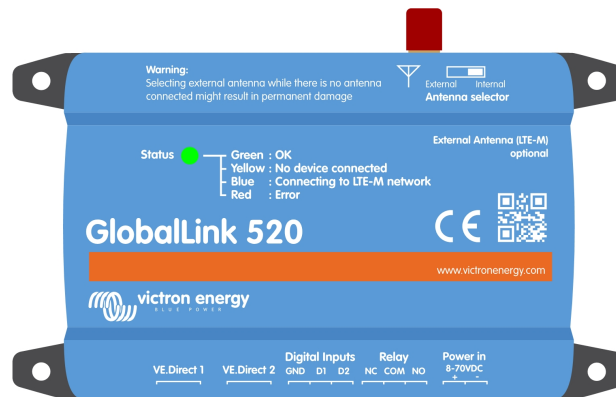 Warning:
Selecting external antenna while there is no antenna
connected might result in permanent damage
External Internal
Antenna selector
External Antenna (LTE-M)
optional
Status
Green : OK
Yellow : No device connected
Blue : Connecting to LTE-M network
Red : Error
GlobalLink 520
CE
www.victronenergy.com
victron energy
BLUE POWER
VE.Direct 1
VE.Direct 2
Digital Inputs
GND D1 D2
Relay
NC COM NO
Power in
8-70VDC
+ -